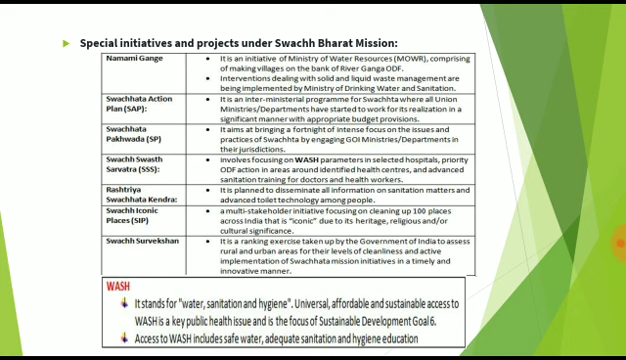 Special initiatives and projects under Swachh Bharat Mission:
Namami Gange
• It is an initiative of Ministry of Water Resources (MOWR), comprising
of making villages on the bank of River Ganga ODF.
• Interventions dealing with solid and liquid waste management are
being implemented by Ministry of Drinking Water and Sanitation.
Swachhata Action
Plan (SAP):
• It is an inter-ministerial programme for Swachhta where all Union
Ministries/Departments have started to work for its realization in a
significant manner with appropriate budget provisions.
Swachhata
Pakhwada (SP)
• It aims at bringing a fortnight of intense focus on the issues and
practices of Swachhta by engaging GOI Ministries/Departments in
their jurisdictions.
Swachh Swasth
Sarvatra (SSS):
• involves focusing on WASH parameters in selected hospitals, priority
ODF action in areas around identified health centres, and advanced
sanitation training for doctors and health workers.
Rashtriya
Swachhata Kendra:
• It is planned to disseminate all information on sanitation matters and
advanced toilet technology among people.
Swachh Iconic
Places (SIP)
• a multi-stakeholder initiative focusing on cleaning up 100 places
across India that is "iconic" due to its heritage, religious and/or
cultural significance.
Swachh Survekshan
• It is a ranking exercise taken up by the Government of India to assess
rural and urban areas for their levels of cleanliness and active
implementation of Swachhata mission initiatives in a timely and
innovative manner.
WASH
It stands for "water, sanitation and hygiene". Universal, affordable and sustainable access to
WASH is a key public health issue and is the focus of Sustainable Development Goal 6.
Access to WASH includes safe water, adequate sanitation and hygiene education